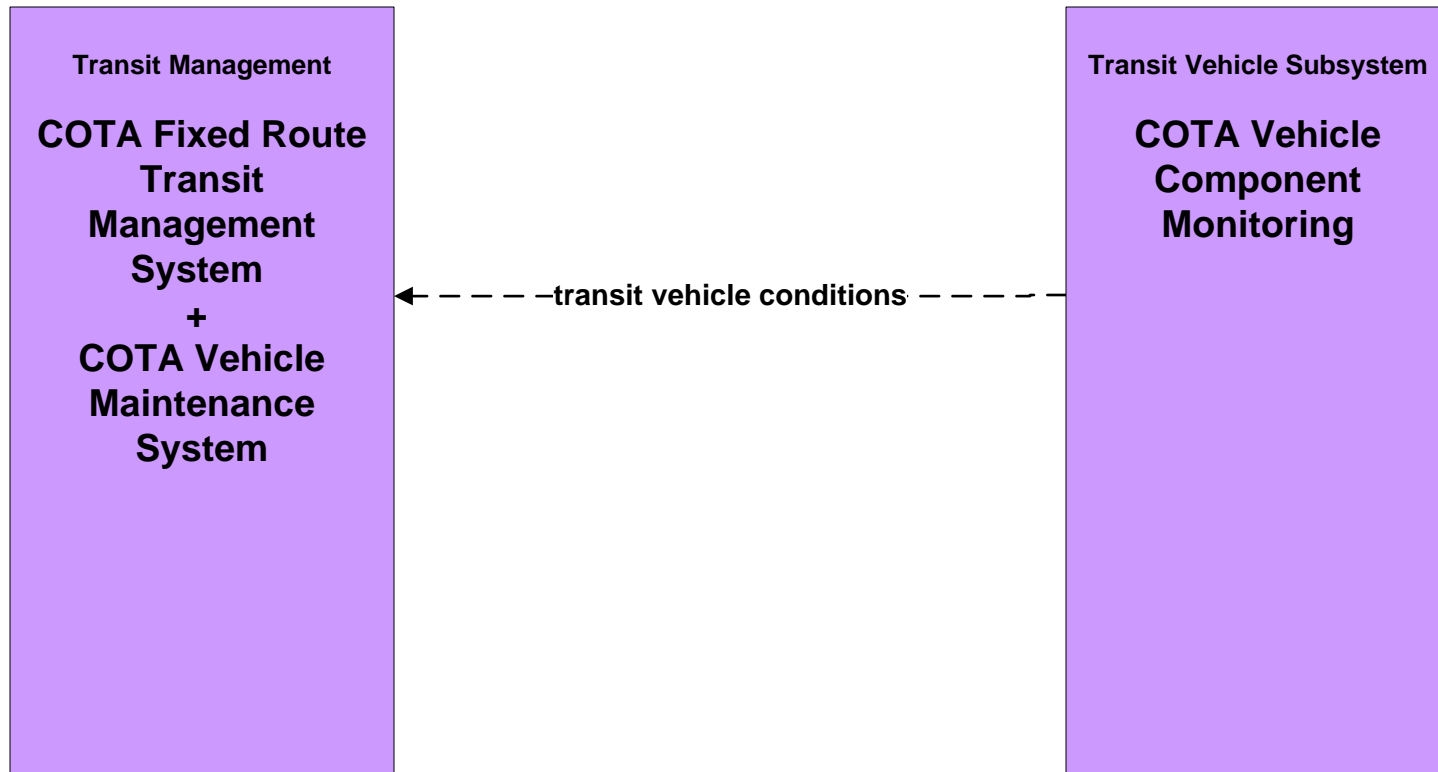 Transit Management
COTA Fixed Route
Transit
Management
System
+
COTA Vehicle
Maintenance
System
transit vehicle conditions
Transit Vehicle Subsystem
COTA Vehicle
Component
Monitoring